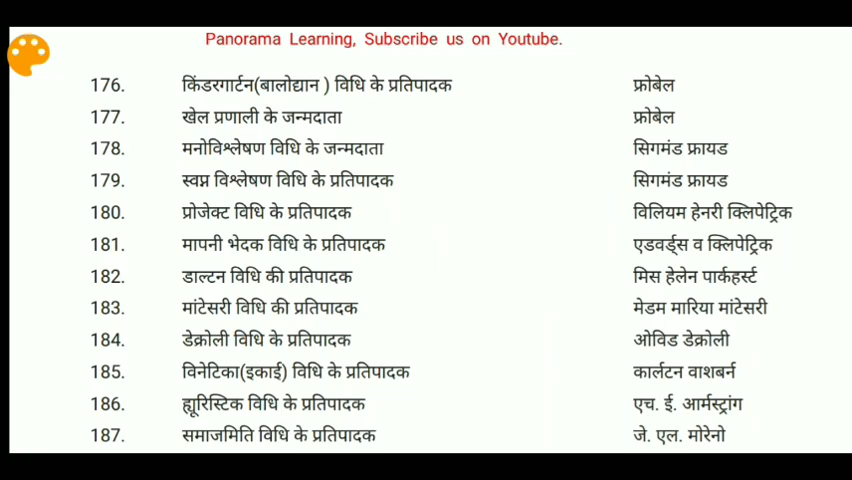 Panorama Learning, Subscribe us on Youtube.
176. किंडरगार्टन(बालोद्यान ) विधि के प्रतिपादक फ्रोबेल
177. खेल प्रणाली के जन्मदाता फ्रोबेल
178. मनोविश्लेषण विधि के जन्मदाता सिगमंड फ्रायड
179. स्वप्न विश्लेषण विधि के प्रतिपादक सिगमंड फ्रायड
180. प्रोजेक्ट विधि के प्रतिपादक विलियम हेनरी क्लिपेट्रिक
181. मापनी भेदक विधि के प्रतिपादक एडवर्ड्स व क्लिपेट्रिक
182. डाल्टन विधि की प्रतिपादक मिस हेलेन पार्कहर्स्ट
183. मांटेसरी विधि की प्रतिपादक मेडम मारिया मांटेसरी
184. डेक्रोली विधि के प्रतिपादक ओविड डेक्रोली
185. विनेटिका(इकाई) विधि के प्रतिपादक कार्लटन वाशबर्न
186. ह्यूरिस्टिक विधि के प्रतिपादक एच. ई. आर्मस्ट्रांग
187. समाजमिति विधि के प्रतिपादक जे. एल. मोरेनो